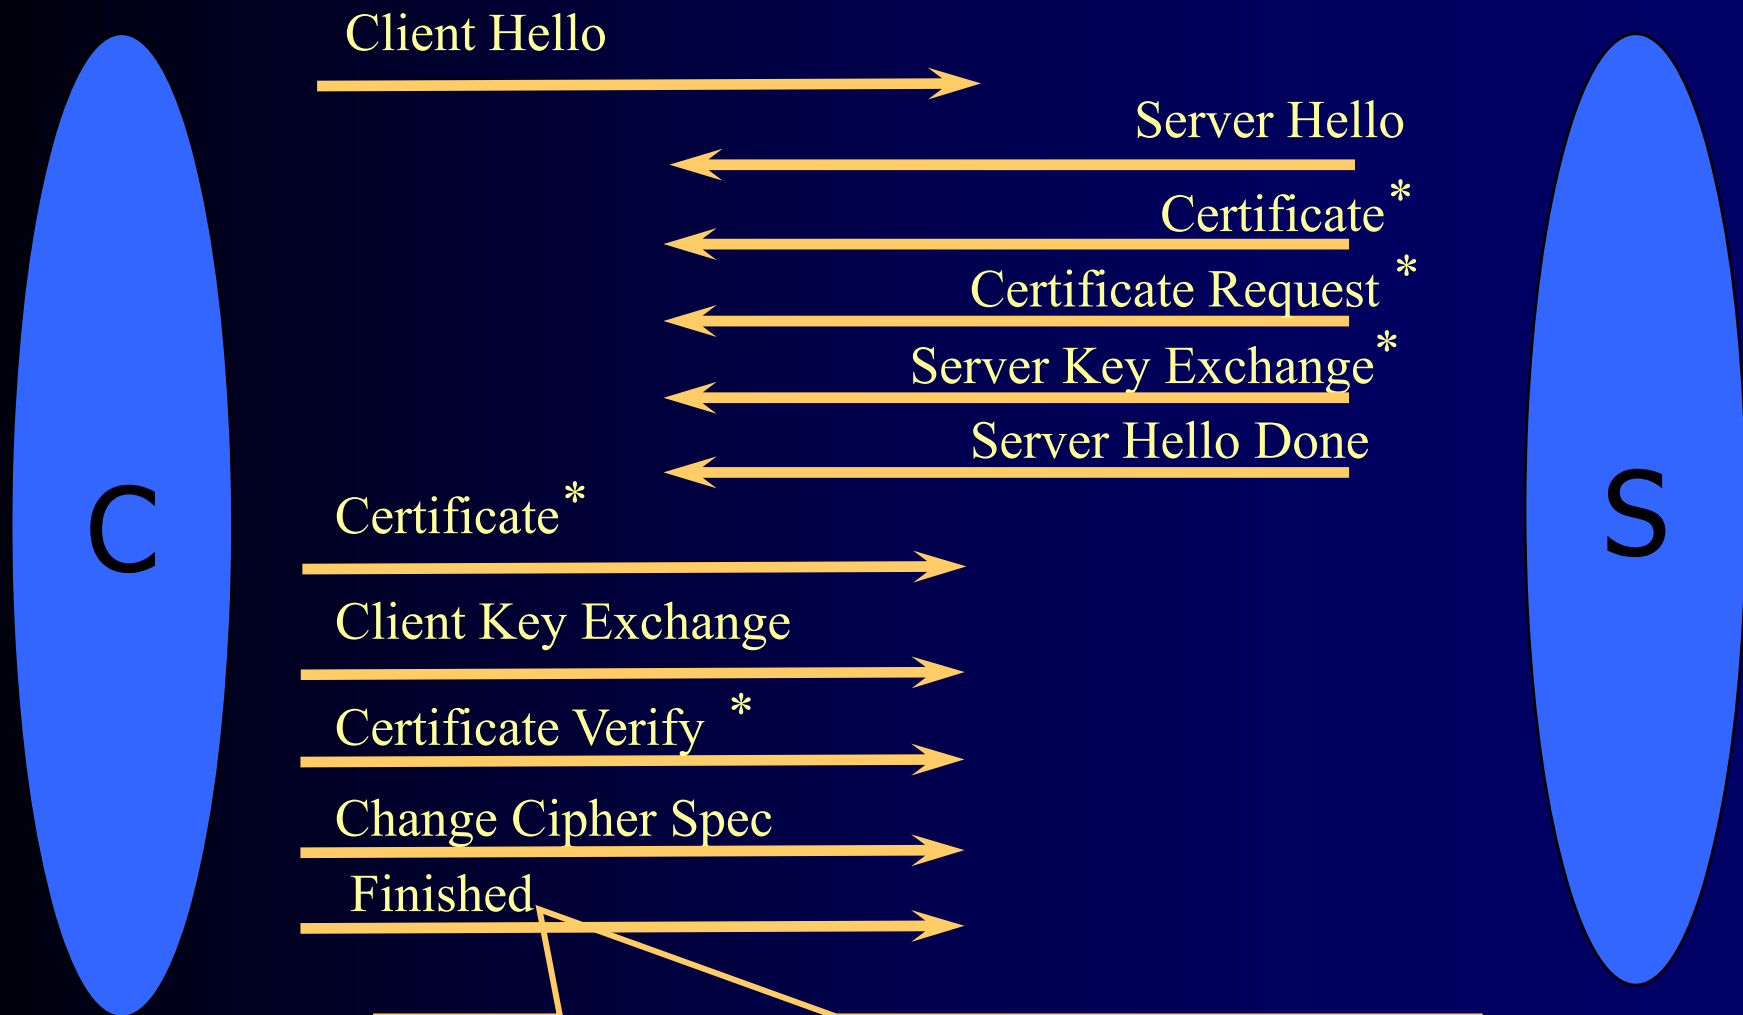 Client Hello
Server Hello
Certificate*
Certificate Request *
Server Key Exchange*
Server Hello Done
C
S
Certificate*
Client Key Exchange
Certificate Verify *
Change Cipher Spec
Finished